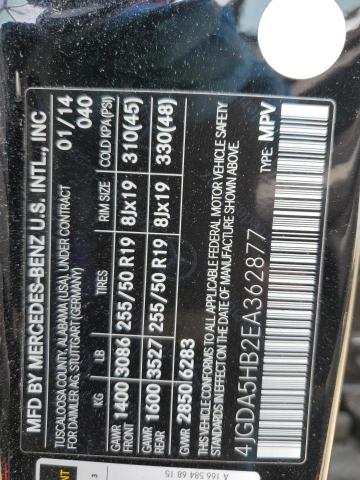 MFD BY MERCEDES-BENZ U.S. INTL., INC
TUSCALOOSA COUNTY, ALABAMA (USA), UNDER CONTRACT
FOR DAIMLER AG, STUTTGART (GERMANY)
01/14
040
KG LB TIRES RIM SIZE COLD KPA(PSI)
GAWR FRONT 1400 3086 255/50 R19 8Jx19 310(45)
GAWR REAR 1600 3527 255/50 R19 8Jx19 330(48)
GWR 2850 6283
THIS VEHICLE CONFORMS TO ALL APPLICABLE FEDERAL MOTOR VEHICLE SAFETY
STANDARDS IN EFFECT ON THE DATE OF MANUFACTURE SHOWN ABOVE.
4JGDA5HB2EA362877 TYPE: MPV
3
A 166 584 68 15